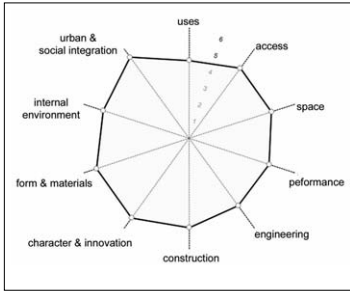 uses
urban &
social integration
access
internal
environment
space
form & materials
peformance
character & innovation
engineering
construction
6
5
4
3
2
1